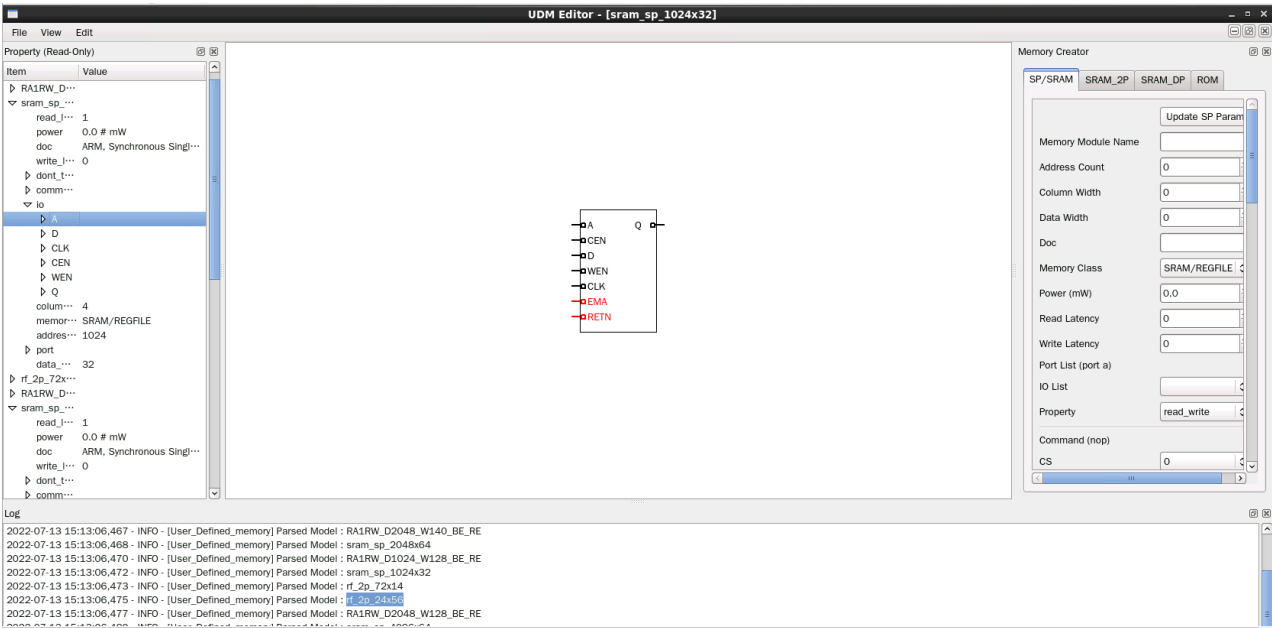 UDM Editor - [sram_sp_1024x32]
File View Edit
Property (Read-Only)
Item Value
RA1RW_D···
sram_sp_···
read_l··· 1
power 0.0 # mW
doc ARM, Synchronous Singl···
write_l··· 0
dont_t···
comm···
io
A
D
CLK
CEN
WEN
Q
colum··· 4
memor··· SRAM/REGFILE
addres··· 1024
port
data_··· 32
rf_2p_72x···
RA1RW_D···
sram_sp_···
read_l··· 1
power 0.0 # mW
doc ARM, Synchronous Singl···
write_l··· 0
dont_t···
comm···
A Q
CEN
D
WEN
CLK
EMA
RETN
Memory Creator
SP/SRAM SRAM_2P SRAM_DP ROM
Update SP Param
Memory Module Name
Address Count 0
Column Width 0
Data Width 0
Doc
Memory Class SRAM/REGFILE
Power (mW) 0.0
Read Latency 0
Write Latency 0
Port List (port a)
IO List
Property read_write
Command (nop)
CS 0
Log
2022-07-13 15:13:06,467 - INFO - [User_Defined_memory] Parsed Model : RA1RW_D2048_W140_BE_RE
2022-07-13 15:13:06,468 - INFO - [User_Defined_memory] Parsed Model : sram_sp_2048x64
2022-07-13 15:13:06,470 - INFO - [User_Defined_memory] Parsed Model : RA1RW_D1024_W128_BE_RE
2022-07-13 15:13:06,472 - INFO - [User_Defined_memory] Parsed Model : sram_sp_1024x32
2022-07-13 15:13:06,473 - INFO - [User_Defined_memory] Parsed Model : rf_2p_72x14
2022-07-13 15:13:06,475 - INFO - [User_Defined_memory] Parsed Model : rf_2p_24x56
2022-07-13 15:13:06,477 - INFO - [User_Defined_memory] Parsed Model : RA1RW_D2048_W128_BE_RE